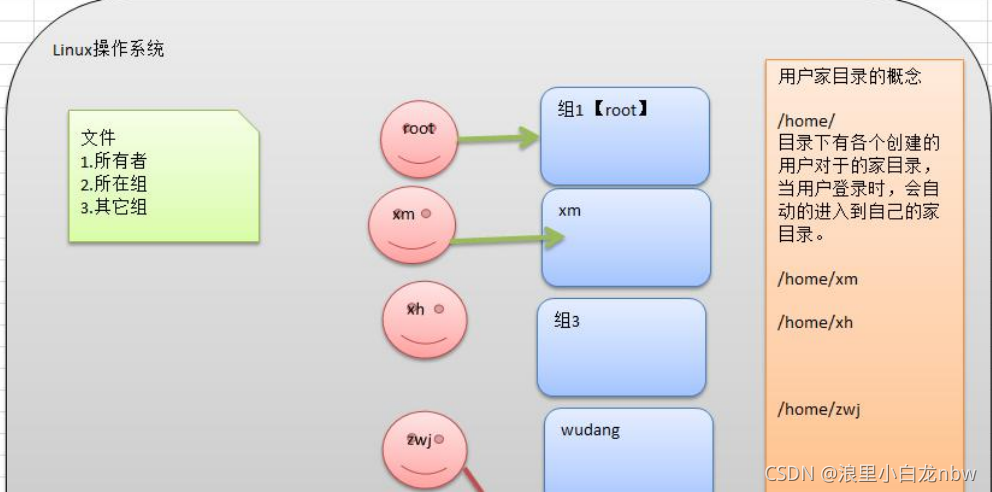 Linux操作系统
文件
1.所有者
2.所在组
3.其它组
root
xm
xh
zwj
组1【root】
xm
组3
wudang
用户家目录的概念
/home/
目录下有各个创建的
用户对于的家目录，
当用户登录时，会自
动的进入到自己的家
目录。
/home/xm
/home/xh
/home/zwj
CSDN @浪里小白龙nbw